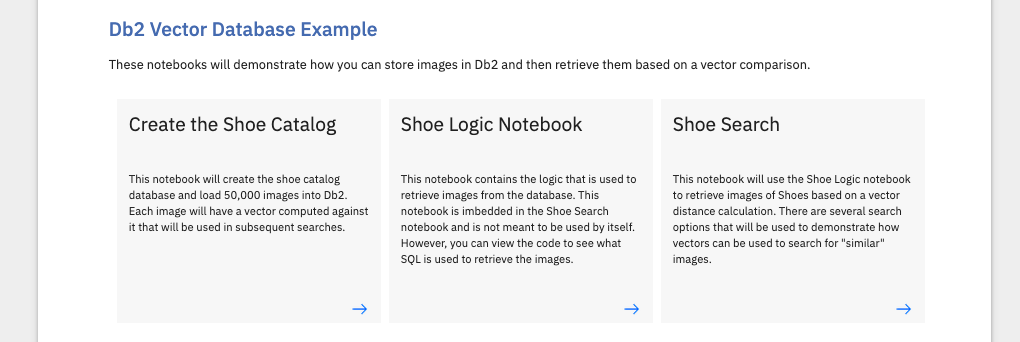 Db2 Vector Database Example
These notebooks will demonstrate how you can store images in Db2 and then retrieve them based on a vector comparison.
Create the Shoe Catalog
This notebook will create the shoe catalog
database and load 50,000 images into Db2.
Each image will have a vector computed against
it that will be used in subsequent searches.
Shoe Logic Notebook
This notebook contains the logic that is used to
retrieve images from the database. This
notebook is imbedded in the Shoe Search
notebook and is not meant to be used by itself.
However, you can view the code to see what
SQL is used to retrieve the images.
Shoe Search
This notebook will use the Shoe Logic notebook
to retrieve images of Shoes based on a vector
distance calculation. There are several search
options that will be used to demonstrate how
vectors can be used to search for "similar"
images.